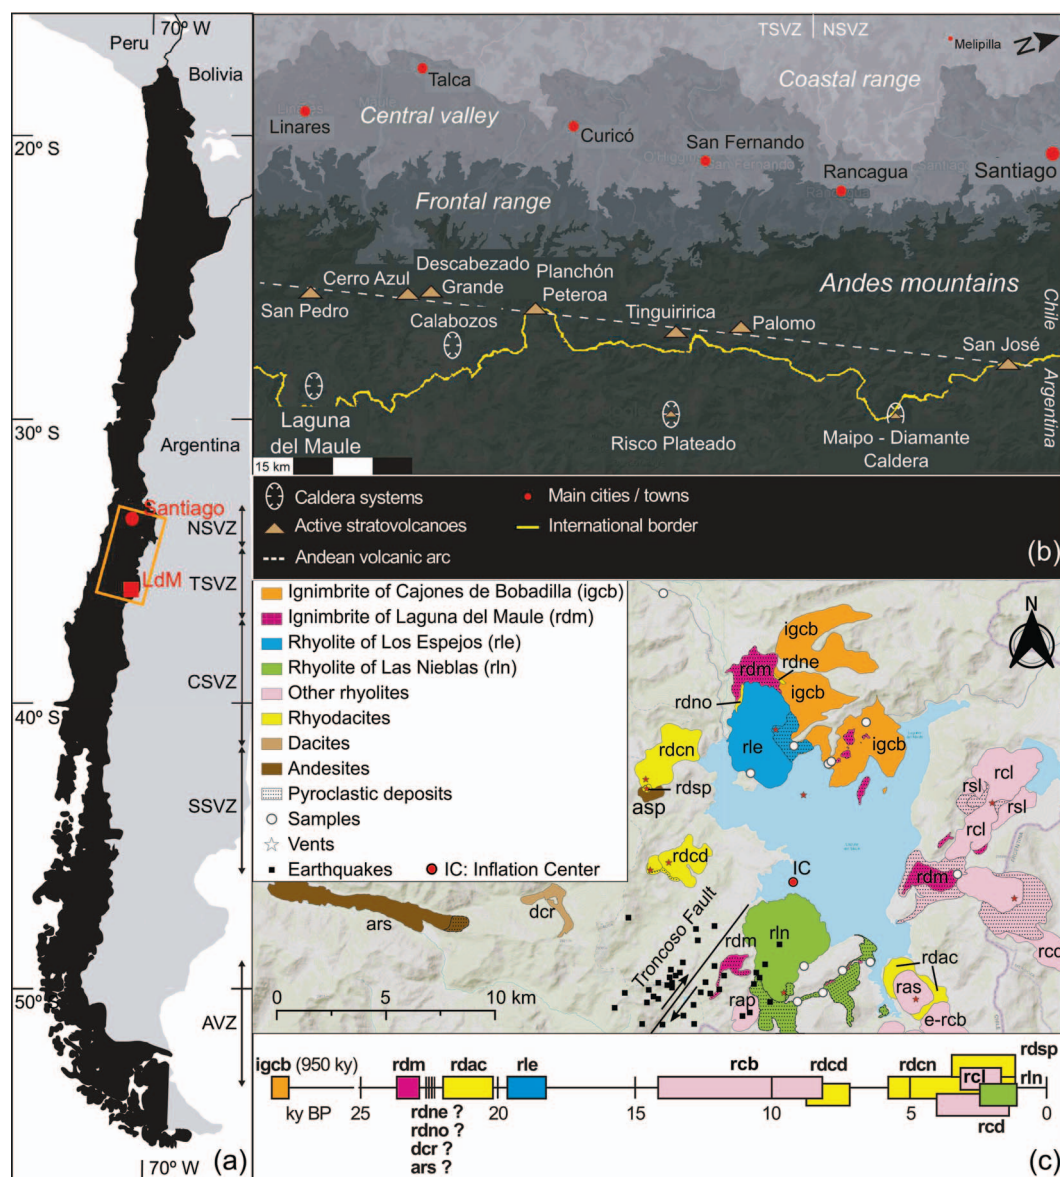 70º W
Peru
Bolivia
20º S
30º S
Argentina
Santiago
NSVZ
LdM
TSVZ
CSVZ
40º S
SSVZ
50º S
AVZ
70º W
(a)
TSVZ
NSVZ
Melipilla
N
Talca
Coastal range
Linares
Central valley
Curicó
San Fernando
Santiago
Rancagua
Frontal range
Descabezado
Grande
Planchón
Peteroa
Cerro Azul
Andes mountains
San Pedro
Calabozos
Tinguiririca
Palomo
San José
Chile
Argentina
Laguna
del Maule
Risco Plateado
Maipo - Diamante
Caldera
15 km
Caldera systems
Main cities / towns
Active stratovolcanoes
International border
Andean volcanic arc
(b)
Ignimbrite of Cajones de Bobadilla (igcb)
Ignimbrite of Laguna del Maule (rdm)
Rhyolite of Los Espejos (rle)
Rhyolite of Las Nieblas (rln)
Other rhyolites
Rhyodacites
Dacites
Andesites
Pyroclastic deposits
Samples
Vents
Earthquakes
IC: Inflation Center
N
igcb
rdm
rdne
igcb
rdno
rle
igcb
rdcn
rdsp
asp
rcl
rsl
rsl
rcl
rdcd
IC
rdm
dcr
ars
Troncoso Fault
rdm
rln
rcd
rdac
rap
ras
e-rcb
0 5 10 km
igcb (950 ky)
rdm
rdac
rle
rcb
rdcd
rdcn
rdsp
rcl
rln
ky BP
25 20 15 10 5 0
rdne ?
rdno ?
dcr ?
ars ?
rcd
(c)